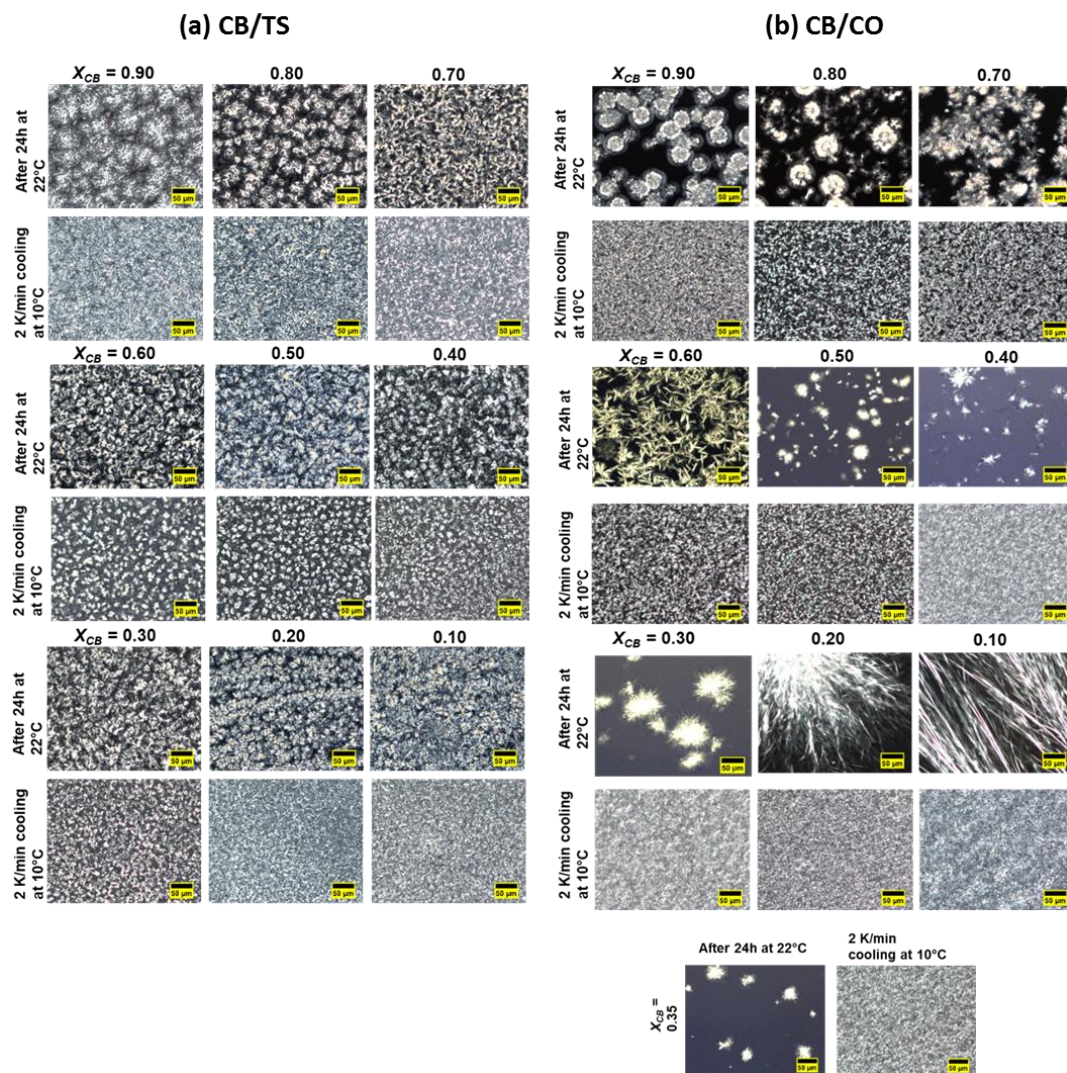 (a) CB/TS
X_CB = 0.90 0.80 0.70
After 24h at
22°C
50 µm 50 µm 50 µm
2 K/min cooling
at 10°C
50 µm 50 µm 50 µm
X_CB = 0.60 0.50 0.40
After 24h at
22°C
50 µm 50 µm 50 µm
2 K/min cooling
at 10°C
50 µm 50 µm 50 µm
X_CB = 0.30 0.20 0.10
After 24h at
22°C
50 µm 50 µm 50 µm
2 K/min cooling
at 10°C
50 µm 50 µm 50 µm
(b) CB/CO
X_CB = 0.90 0.80 0.70
After 24h at
22°C
50 µm 50 µm 50 µm
2 K/min cooling
at 10°C
50 µm 50 µm 50 µm
X_CB = 0.60 0.50 0.40
After 24h at
22°C
50 µm 50 µm 50 µm
2 K/min cooling
at 10°C
50 µm 50 µm 50 µm
X_CB = 0.30 0.20 0.10
After 24h at
22°C
50 µm 50 µm 50 µm
2 K/min cooling
at 10°C
50 µm 50 µm 50 µm
After 24h at 22°C
2 K/min
cooling at 10°C
X_CB =
0.35
50 µm 50 µm